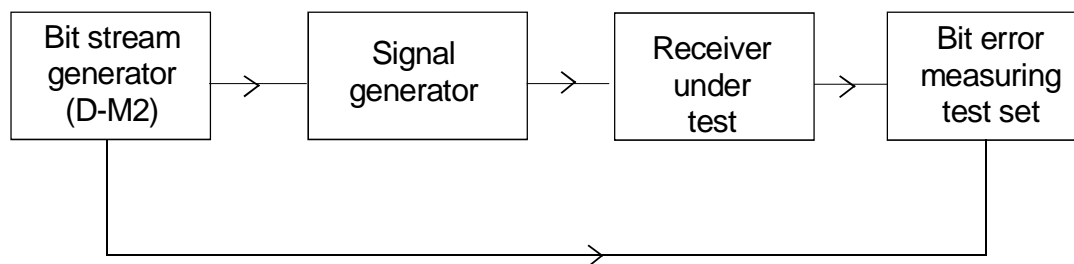 Bit stream
generator
(D-M2)
Signal
generator
Receiver
under
test
Bit error
measuring
test set